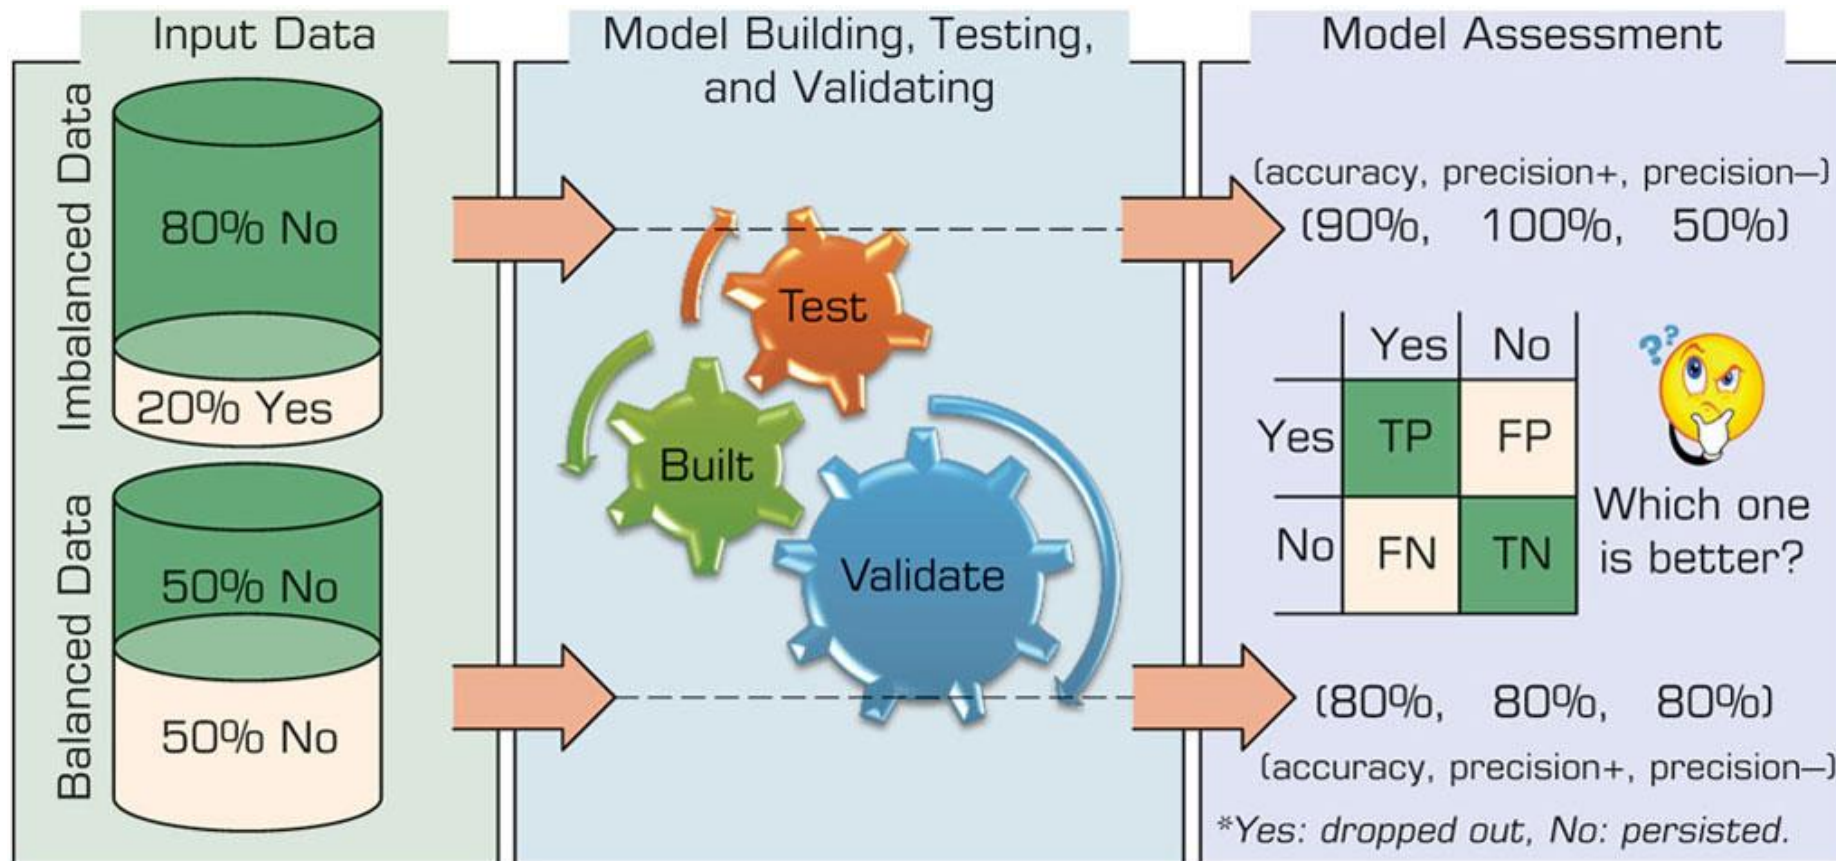 Input Data
Imbalanced Data
80% No
20% Yes
Balanced Data
50% No
50% No
Model Building, Testing,
and Validating
Test
Built
Validate
Model Assessment
(accuracy, precision+, precision–)
(90%, 100%, 50%)
Yes No
Yes TP FP
No FN TN
??
Which one
is better?
(80%, 80%, 80%)
(accuracy, precision+, precision–)
*Yes: dropped out, No: persisted.